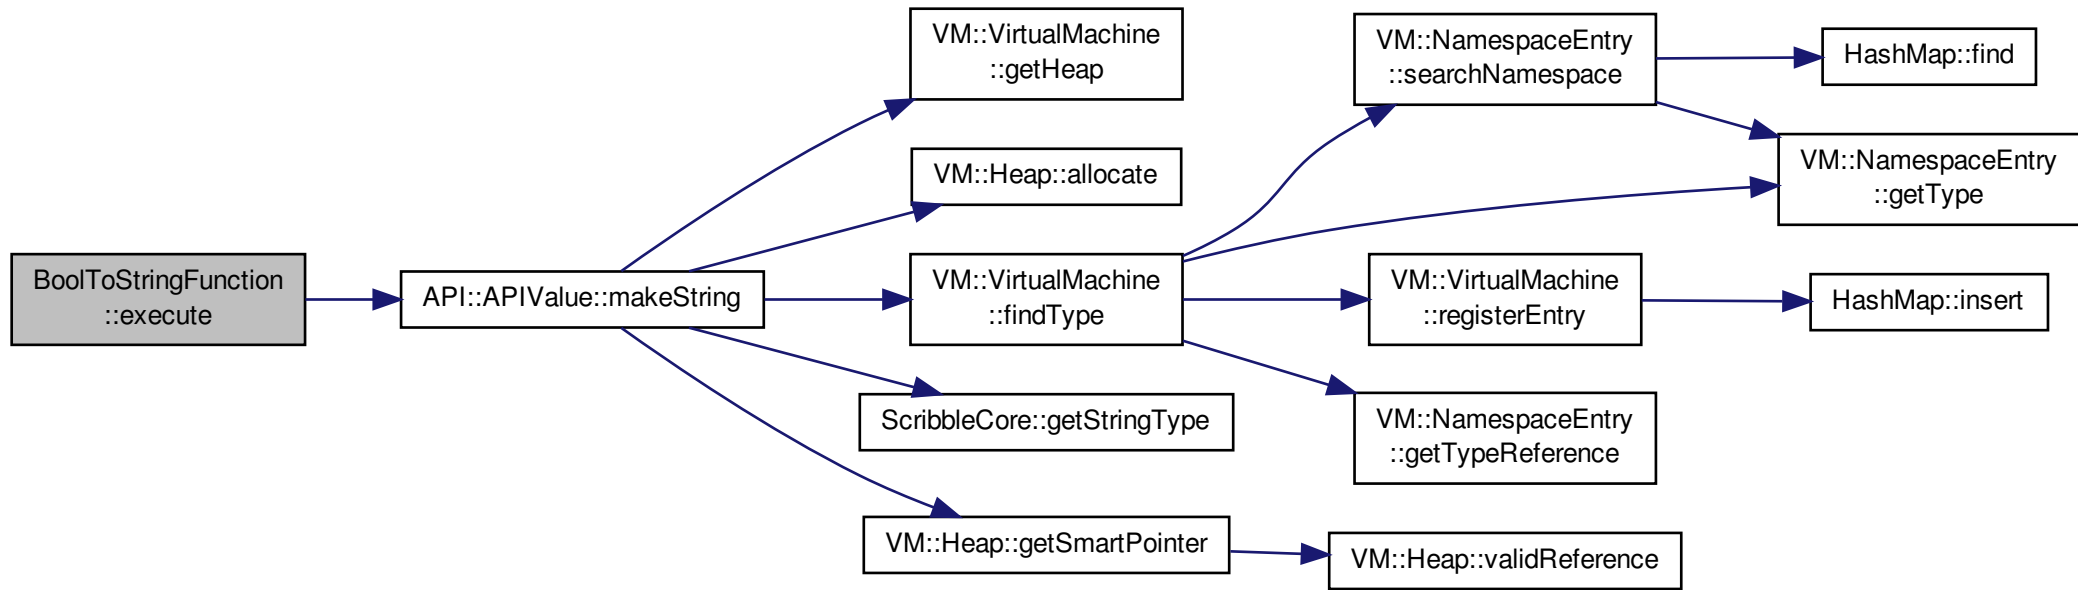 BoolToStringFunction
::execute
API::APIValue::makeString
VM::VirtualMachine
::getHeap
VM::Heap::allocate
VM::VirtualMachine
::findType
ScribbleCore::getStringType
VM::Heap::getSmartPointer
VM::NamespaceEntry
::searchNamespace
VM::VirtualMachine
::registerEntry
VM::NamespaceEntry
::getTypeReference
VM::Heap::validReference
HashMap::find
VM::NamespaceEntry
::getType
HashMap::insert